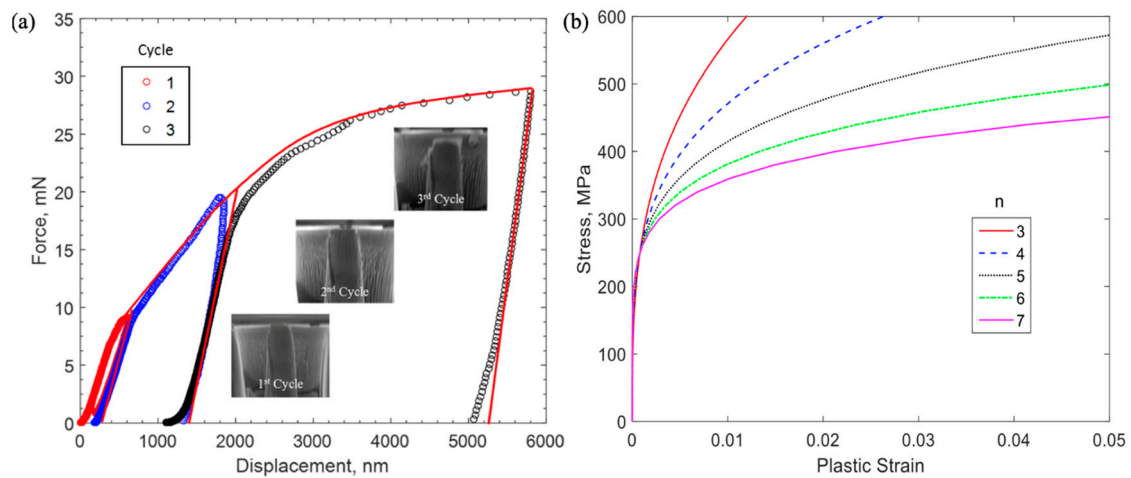 (a)
35
30
25
20
15
10
5
0
Force, mN
Cycle
1
2
3
3rd Cycle
2nd Cycle
1st Cycle
0 1000 2000 3000 4000 5000 6000
Displacement, nm
(b)
600
500
400
300
200
100
0
Stress, MPa
n
3
4
5
6
7
0 0.01 0.02 0.03 0.04 0.05
Plastic Strain